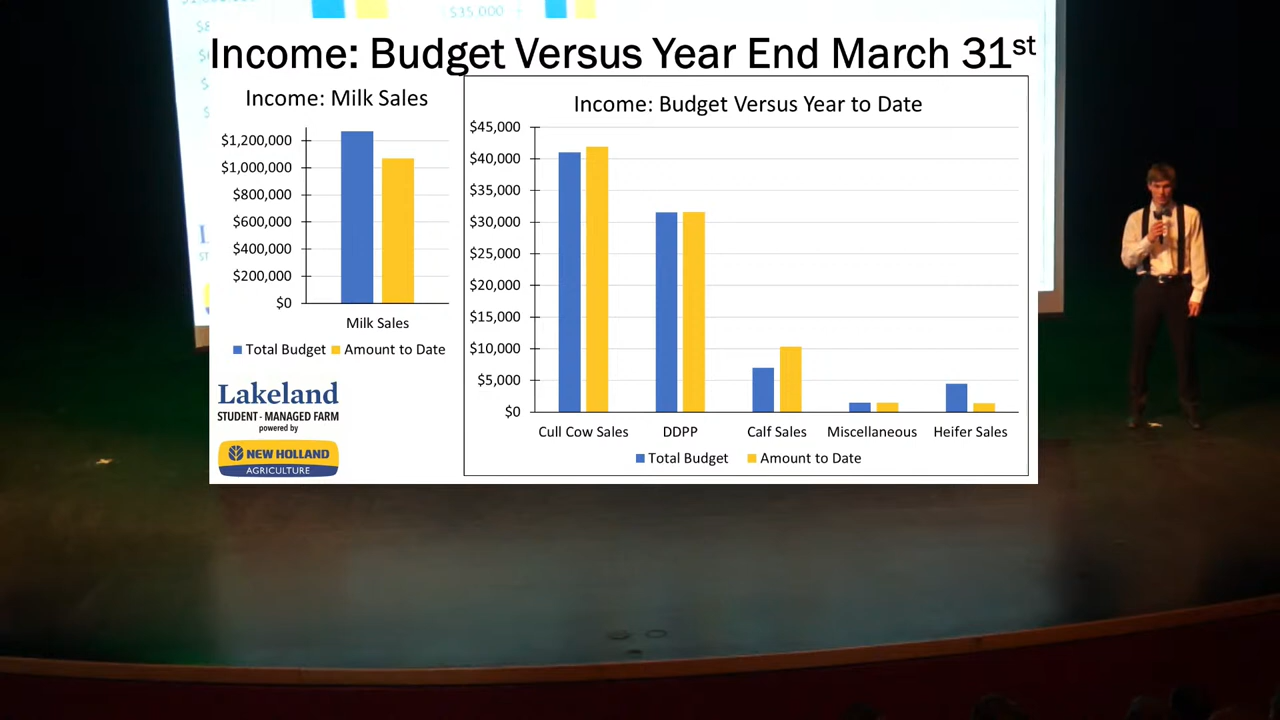 $35,000
Income: Budget Versus Year End March 31st
Income: Milk Sales
$1,200,000
$1,000,000
$800,000
$600,000
$400,000
$200,000
$0
Milk Sales
Total Budget Amount to Date
Lakeland
STUDENT-MANAGED FARM
powered by
NEW HOLLAND
AGRICULTURE
Income: Budget Versus Year to Date
$45,000
$40,000
$35,000
$30,000
$25,000
$20,000
$15,000
$10,000
$5,000
$0
Cull Cow Sales DDPP Calf Sales Miscellaneous Heifer Sales
Total Budget Amount to Date